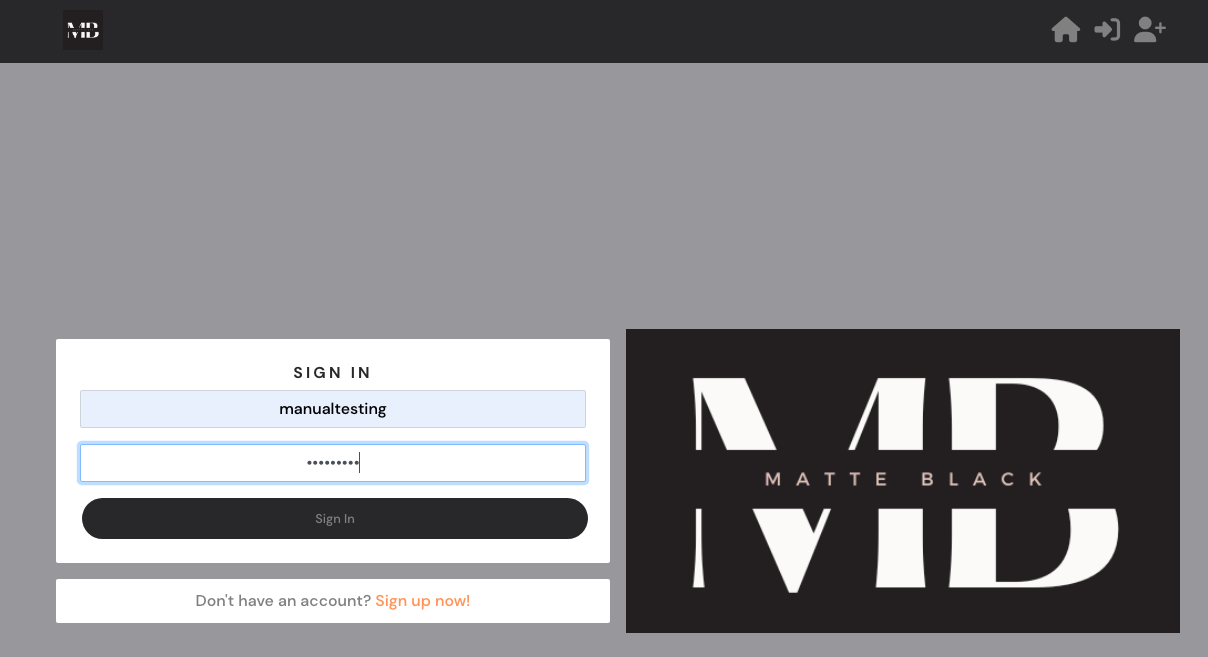 MB
SIGN IN
manualtesting
•••••••••
Sign In
Don't have an account? Sign up now!
MB
MATTE BLACK